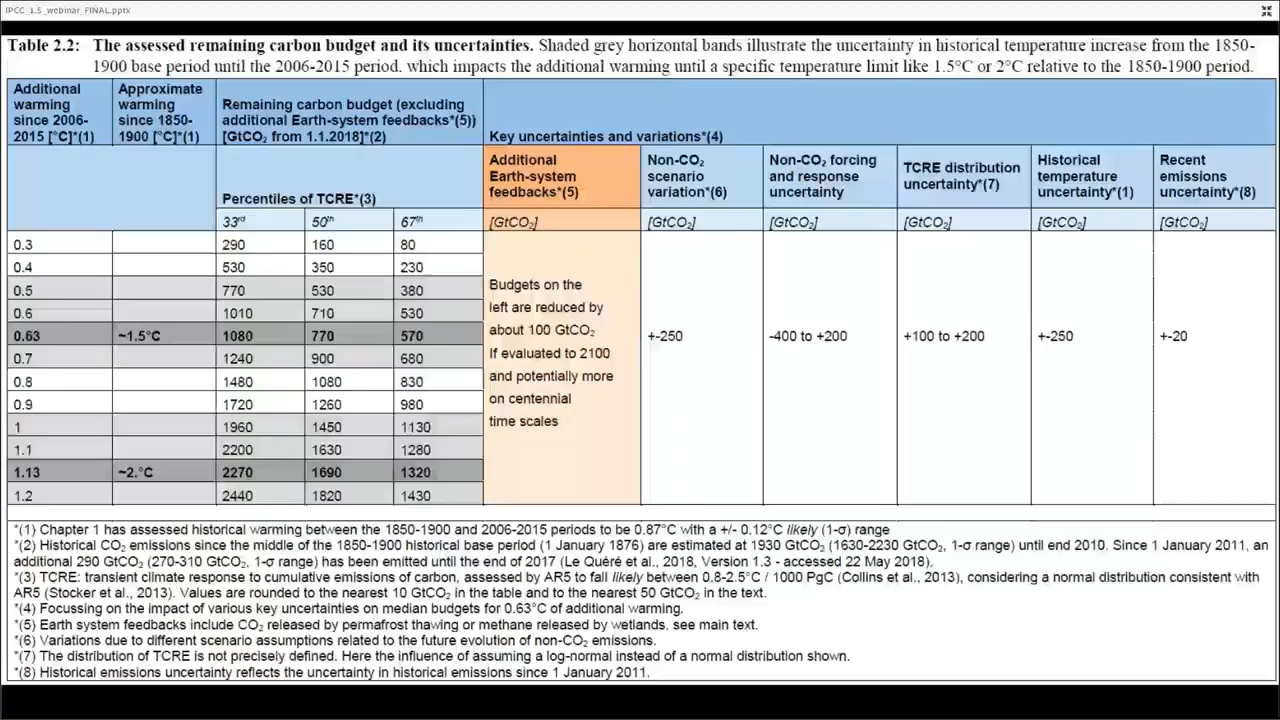 IPCC_1.5_webinar_FINAL.pptx
Table 2.2: The assessed remaining carbon budget and its uncertainties. Shaded grey horizontal bands illustrate the uncertainty in historical temperature increase from the 1850-
1900 base period until the 2006-2015 period, which impacts the additional warming until a specific temperature limit like 1.5°C or 2°C relative to the 1850-1900 period.
Additional warming since 2006-2015 [°C]*(1) Approximate warming since 1850-1900 [°C]*(1) Remaining carbon budget (excluding additional Earth-system feedbacks*(5)) [GtCO₂ from 1.1.2018]*(2) Key uncertainties and variations*(4)
Percentiles of TCRE*(3) Additional Earth-system feedbacks*(5) Non-CO₂ scenario variation*(6) Non-CO₂ forcing and response uncertainty TCRE distribution uncertainty*(7) Historical temperature uncertainty*(1) Recent emissions uncertainty*(8)
33rd 50th 67th [GtCO₂] [GtCO₂] [GtCO₂] [GtCO₂] [GtCO₂] [GtCO₂]
0.3 290 160 80
0.4 530 350 230
0.5 770 530 380
0.6 1010 710 530
0.63 ~1.5°C 1080 770 570
0.7 1240 900 680
0.8 1480 1080 830
0.9 1720 1260 980
1 1960 1450 1130
1.1 2200 1630 1280
1.13 ~2.°C 2270 1690 1320
1.2 2440 1820 1430
Budgets on the
left are reduced by
about 100 GtCO₂
If evaluated to 2100
and potentially more
on centennial
time scales
+-250 -400 to +200 +100 to +200 +-250 +-20
*(1) Chapter 1 has assessed historical warming between the 1850-1900 and 2006-2015 periods to be 0.87°C with a +/- 0.12°C likely (1-σ) range
*(2) Historical CO₂ emissions since the middle of the 1850-1900 historical base period (1 January 1876) are estimated at 1930 GtCO₂ (1630-2230 GtCO₂, 1-σ range) until end 2010. Since 1 January 2011, an
additional 290 GtCO₂ (270-310 GtCO₂, 1-σ range) has been emitted until the end of 2017 (Le Quéré et al., 2018, Version 1.3 - accessed 22 May 2018).
*(3) TCRE: transient climate response to cumulative emissions of carbon, assessed by AR5 to fall likely between 0.8-2.5°C / 1000 PgC (Collins et al., 2013), considering a normal distribution consistent with
AR5 (Stocker et al., 2013). Values are rounded to the nearest 10 GtCO₂ in the table and to the nearest 50 GtCO₂ in the text.
*(4) Focussing on the impact of various key uncertainties on median budgets for 0.63°C of additional warming.
*(5) Earth system feedbacks include CO₂ released by permafrost thawing or methane released by wetlands, see main text.
*(6) Variations due to different scenario assumptions related to the future evolution of non-CO₂ emissions.
*(7) The distribution of TCRE is not precisely defined. Here the influence of assuming a log-normal instead of a normal distribution shown.
*(8) Historical emissions uncertainty reflects the uncertainty in historical emissions since 1 January 2011.